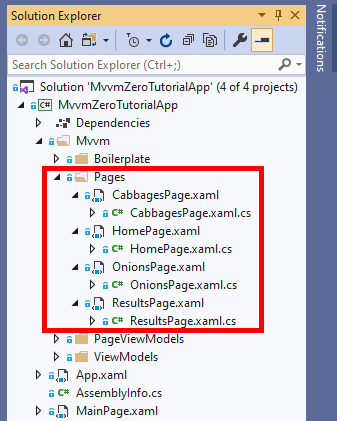 Solution Explorer
Search Solution Explorer (Ctrl+;)
Solution 'MvvmZeroTutorialApp' (4 of 4 projects)
C# MvvmZeroTutorialApp
Dependencies
Mvvm
Boilerplate
Pages
CabbagesPage.xaml
C# CabbagesPage.xaml.cs
HomePage.xaml
C# HomePage.xaml.cs
OnionsPage.xaml
C# OnionsPage.xaml.cs
ResultsPage.xaml
C# ResultsPage.xaml.cs
PageViewModels
ViewModels
App.xaml
C# AssemblyInfo.cs
MainPage.xaml
Notifications